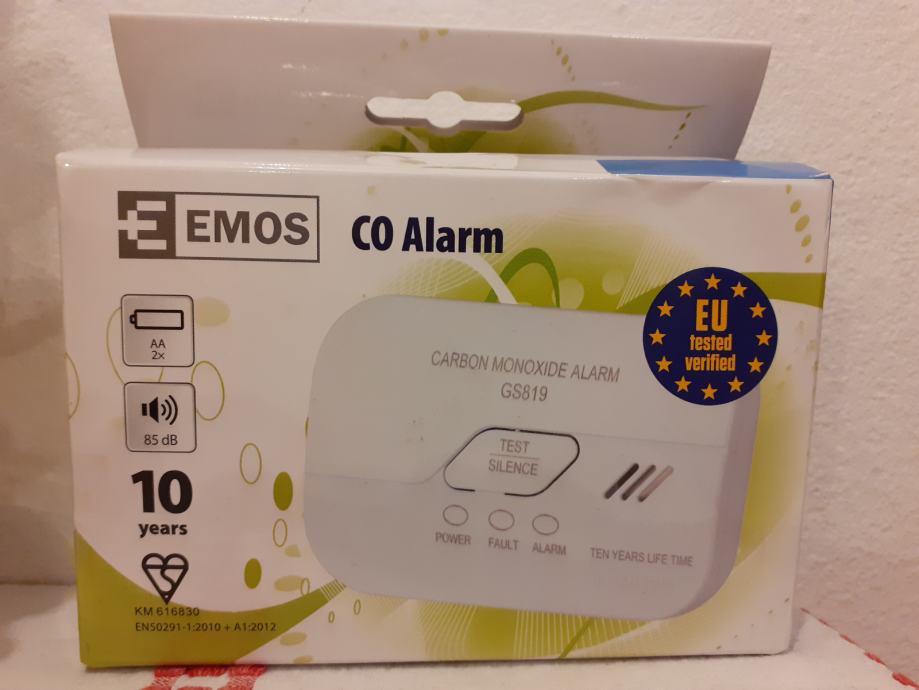 EMOS
CO Alarm
EU
tested
verified
AA
2x
85 dB
10
years
KM 616830
EN50291-1:2010 + A1:2012
CARBON MONOXIDE ALARM
GS819
TEST
SILENCE
POWER
FAULT
ALARM
TEN YEARS LIFE TIME